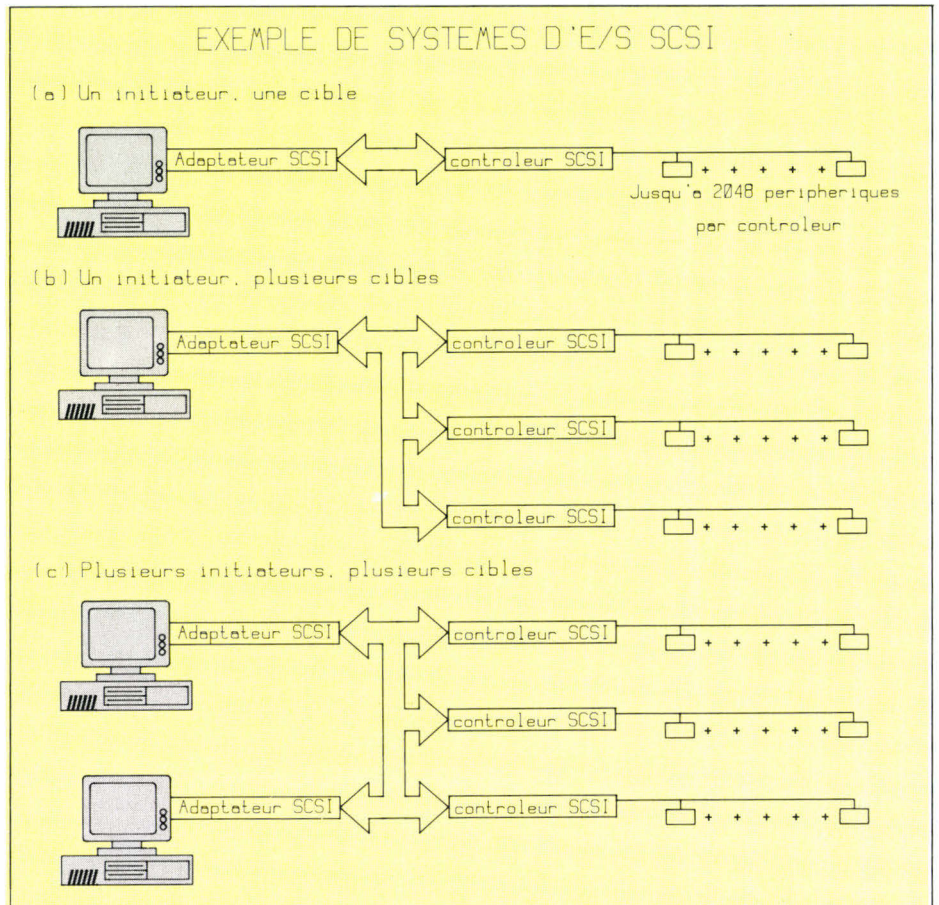 EXEMPLE DE SYSTEMES D'E/S SCSI
(a) Un initiateur, une cible
Adaptateur SCSI
controleur SCSI
+ + + + +
Jusqu'a 2048 peripheriques
par controleur
(b) Un initiateur, plusieurs cibles
Adaptateur SCSI
controleur SCSI
+ + + + +
controleur SCSI
+ + + + +
controleur SCSI
+ + + + +
(c) Plusieurs initiateurs, plusieurs cibles
Adaptateur SCSI
controleur SCSI
+ + + + +
controleur SCSI
+ + + + +
Adaptateur SCSI
controleur SCSI
+ + + + +